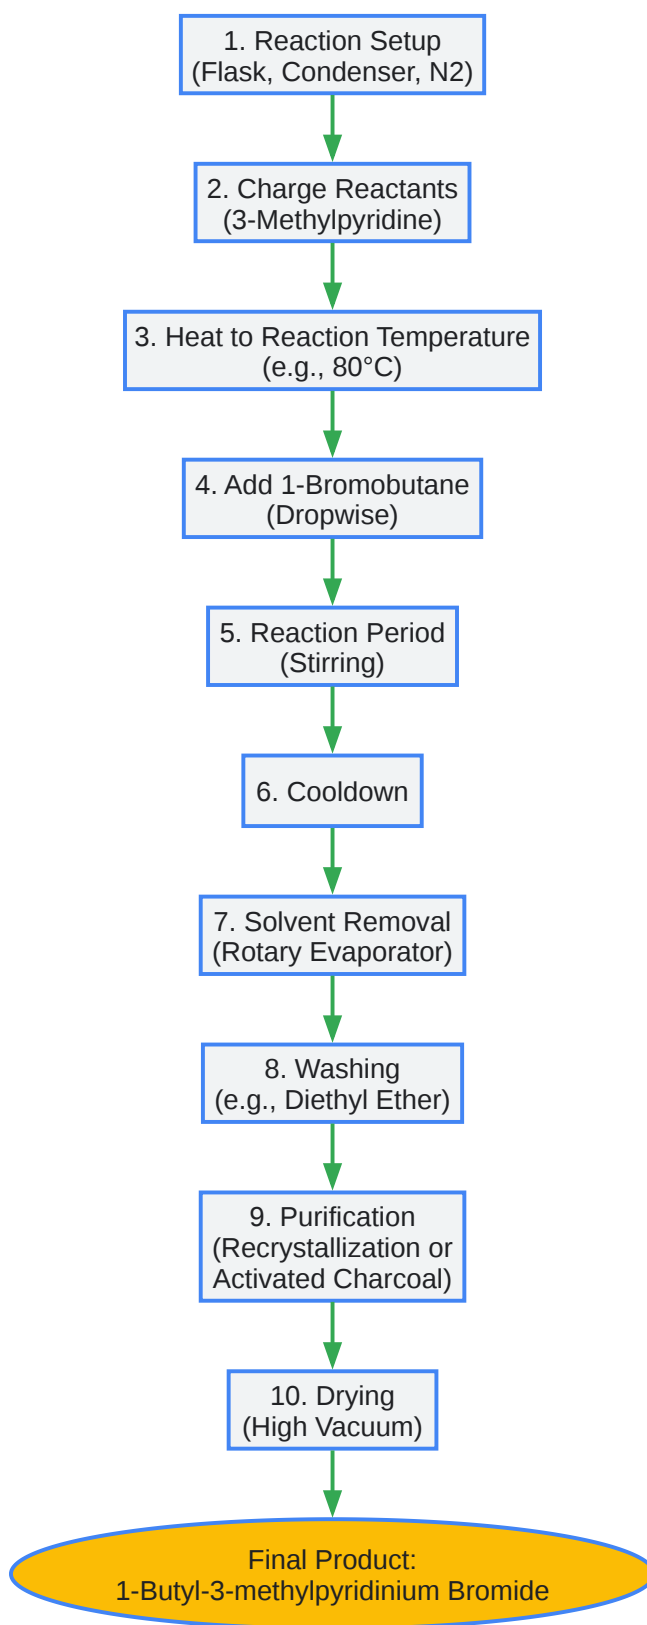 1. Reaction Setup
(Flask, Condenser, N2)
2. Charge Reactants
(3-Methylpyridine)
3. Heat to Reaction Temperature
(e.g., 80°C)
4. Add 1-Bromobutane
(Dropwise)
5. Reaction Period
(Stirring)
6. Cooldown
7. Solvent Removal
(Rotary Evaporator)
8. Washing
(e.g., Diethyl Ether)
9. Purification
(Recrystallization or
Activated Charcoal)
10. Drying
(High Vacuum)
Final Product:
1-Butyl-3-methylpyridinium Bromide